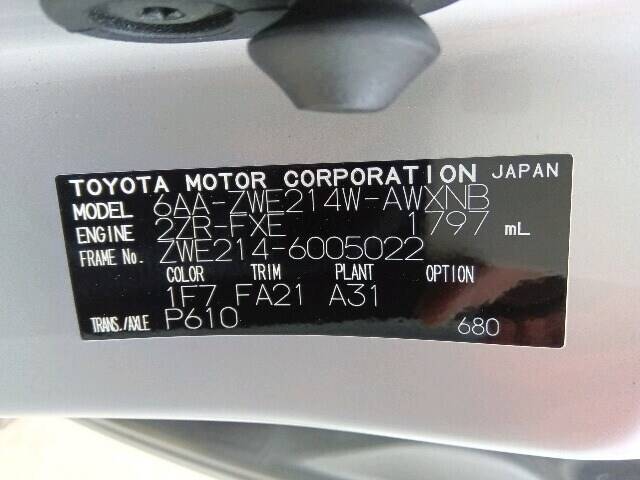 TOYOTA MOTOR CORPORATION JAPAN
MODEL 6AA-ZWE214W-AWXNB
ENGINE 2ZR-FXE 1797 mL
FRAME No. ZWE214-6005022
COLOR TRIM PLANT OPTION
1F7 FA21 A31
TRANS./AXLE P610 680